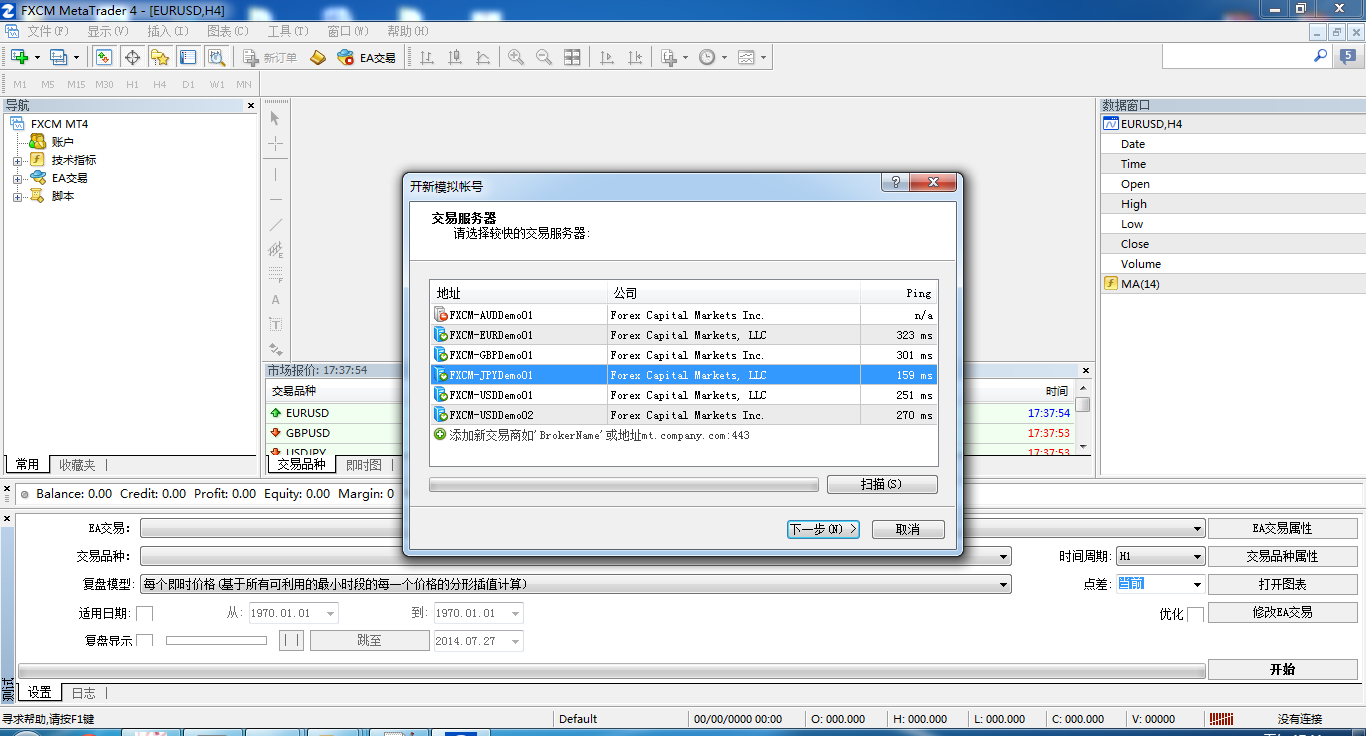 FXCM MetaTrader 4 - [EURUSD,H4]
文件(F) 显示(V) 插入(I) 图表(C) 工具(T) 窗口(W) 帮助(H)
新订单 EA交易 5
M1 M5 M15 M30 H1 H4 D1 W1 MN
导航
FXCM MT4
账户
技术指标
EA交易
脚本
常用 收藏夹
E
F
A
T
市场报价: 17:37:54
交易品种 时间
EURUSD 17:37:54
GBPUSD 17:37:53
USDJPY 17:37:53
交易品种 即时图
数据窗口
EURUSD,H4
Date
Time
Open
High
Low
Close
Volume
MA(14)
开新模拟帐号
交易服务器
请选择较快的交易服务器:
地址 公司 Ping
FXCM-AUDDemo01 Forex Capital Markets Inc. n/a
FXCM-EURDemo01 Forex Capital Markets, LLC 323 ms
FXCM-GBPDemo01 Forex Capital Markets Inc. 301 ms
FXCM-JPYDemo01 Forex Capital Markets, LLC 159 ms
FXCM-USDDemo01 Forex Capital Markets, LLC 251 ms
FXCM-USDDemo02 Forex Capital Markets Inc. 270 ms
添加新交易商如'BrokerName'或地址mt.company.com:443
扫描(S)
下一步(N) > 取消
Balance: 0.00 Credit: 0.00 Profit: 0.00 Equity: 0.00 Margin: 0
EA交易: EA交易属性
交易品种: 时间周期: H1 交易品种属性
复盘模型: 每个即时价格(基于所有可利用的最小时段的每一个价格的分形插值计算) 点差: 当前 打开图表
适用日期: 从: 1970.01.01 到: 1970.01.01 优化 修改EA交易
复盘显示 跳至 2014.07.27
开始
测试
设置 日志
寻求帮助,请按F1键 Default 00/00/0000 00:00 O: 000.000 H: 000.000 L: 000.000 C: 000.000 V: 00000 没有连接